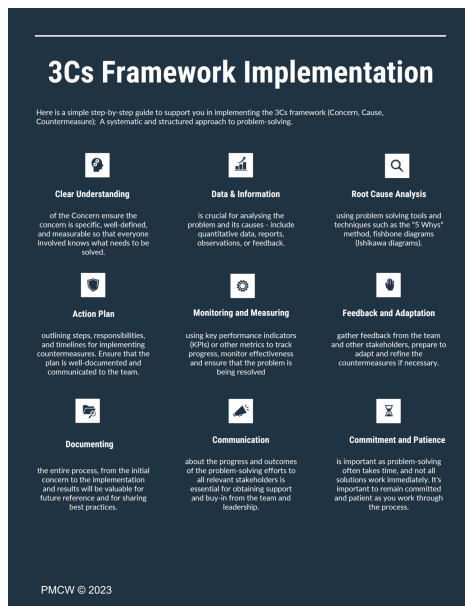 3Cs Framework Implementation
Here is a simple step-by-step guide to support you in implementing the 3Cs framework (Concern, Cause,
Countermeasure); A systematic and structured approach to problem-solving.
Clear Understanding
of the Concern ensure the
concern is specific, well-defined,
and measurable so that everyone
involved knows what needs to be
solved.
Data & Information
is crucial for analysing the
problem and its causes - include
quantitative data, reports,
observations, or feedback.
Root Cause Analysis
using problem solving tools and
techniques such as the "5 Whys"
method, fishbone diagrams
(Ishikawa diagrams).
Action Plan
outlining steps, responsibilities,
and timelines for implementing
countermeasures. Ensure that the
plan is well-documented and
communicated to the team.
Monitoring and Measuring
using key performance indicators
(KPIs) or other metrics to track
progress, monitor effectiveness
and ensure that the problem is
being resolved
Feedback and Adaptation
gather feedback from the team
and other stakeholders, prepare to
adapt and refine the
countermeasures if necessary.
Documenting
the entire process, from the initial
concern to the implementation
and results will be valuable for
future reference and for sharing
best practices.
Communication
about the progress and outcomes
of the problem-solving efforts to
all relevant stakeholders is
essential for obtaining support
and buy-in from the team and
leadership.
Commitment and Patience
is important as problem-solving
often takes time, and not all
solutions work immediately. It's
important to remain committed
and patient as you work through
the process.
PMCW © 2023